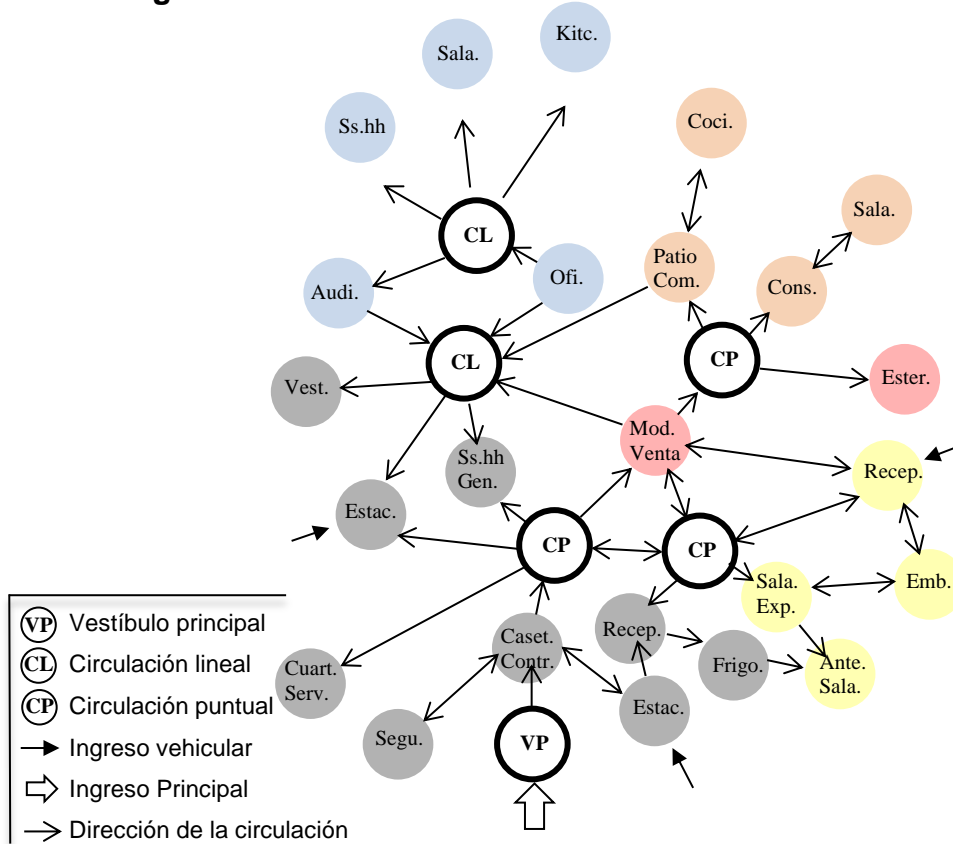 g
Kitc.
Sala.
Ss.hh
Coci.
Sala.
CL
Patio
Com.
Cons.
Audi.
Ofi.
CL
CP
Vest.
Ester.
Mod.
Venta
Ss.hh
Gen.
Recep.
Estac.
CP
CP
Sala.
Exp.
Emb.
Caset.
Contr.
Recep.
Frigo.
Ante.
Sala.
Cuart.
Serv.
Segu.
VP
Estac.
VP Vestíbulo principal
CL Circulación lineal
CP Circulación puntual
Ingreso vehicular
Ingreso Principal
Dirección de la circulación